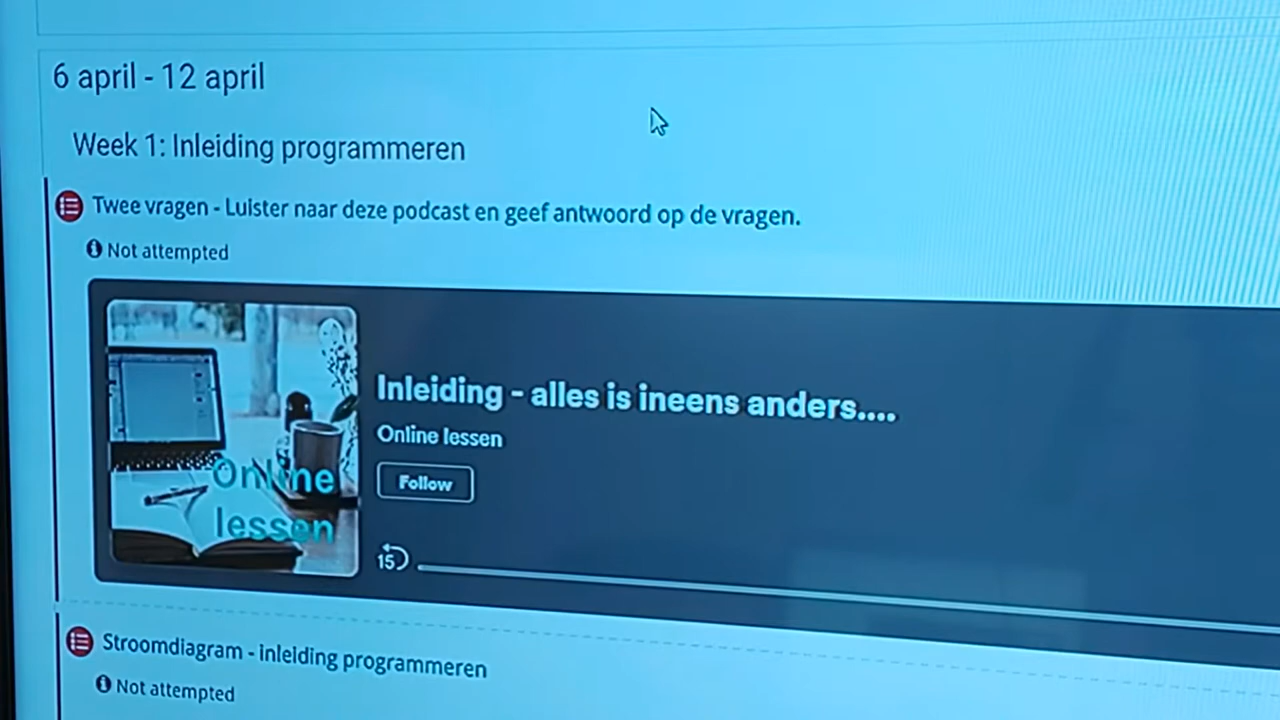 6 april - 12 april
Week 1: Inleiding programmeren
Twee vragen - Luister naar deze podcast en geef antwoord op de vragen.
Not attempted
Inleiding - alles is ineens anders....
Online lessen
Follow
Online
lessen
15
Stroomdiagram - inleiding programmeren
Not attempted